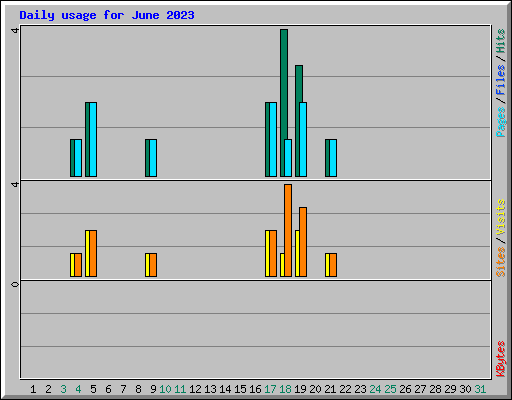 Daily usage for June 2023
4
4
0
Pages / Files / Hits
Sites / Visits
KBytes
1 2 3 4 5 6 7 8 9 10 11 12 13 14 15 16 17 18 19 20 21 22 23 24 25 26 27 28 29 30 31